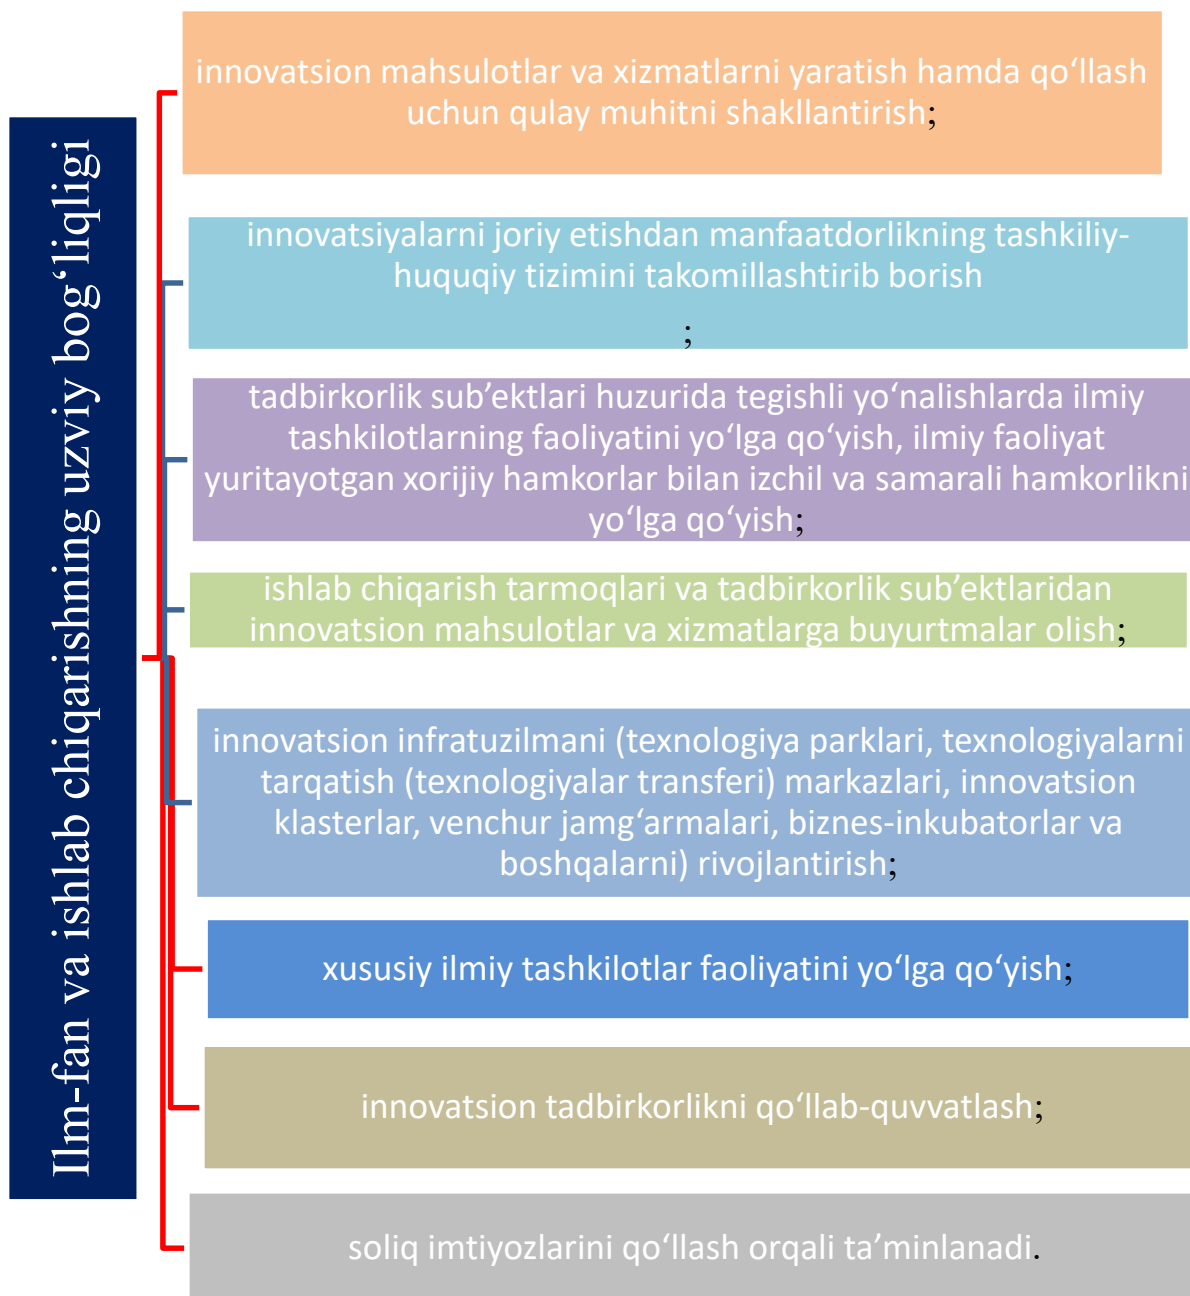 Ilm-fan va ishlab chiqarishning uzviy bog‘liqligi
innovatsion mahsulotlar va xizmatlarni yaratish hamda qo‘llash
uchun qulay muhitni shakllantirish;
innovatsiyalarni joriy etishdan manfaatdorlikning tashkiliy-
huquqiy tizimini takomillashtirib borish
;
tadbirkorlik sub’ektlari huzurida tegishli yo‘nalishlarda ilmiy
tashkilotlarning faoliyatini yo‘lga qo‘yish, ilmiy faoliyat
yuritayotgan xorijiy hamkorlar bilan izchil va samarali hamkorlikni
yo‘lga qo‘yish;
ishlab chiqarish tarmoqlari va tadbirkorlik sub’ektlaridan
innovatsion mahsulotlar va xizmatlarga buyurtmalar olish;
innovatsion infratuzilmani (texnologiya parklari, texnologiyalarni
tarqatish (texnologiyalar transferi) markazlari, innovatsion
klasterlar, venchur jamg‘armalari, biznes-inkubatorlar va
boshqalarni) rivojlantirish;
xususiy ilmiy tashkilotlar faoliyatini yo‘lga qo‘yish;
innovatsion tadbirkorlikni qo‘llab-quvvatlash;
soliq imtiyozlarini qo‘llash orqali ta’minlanadi.